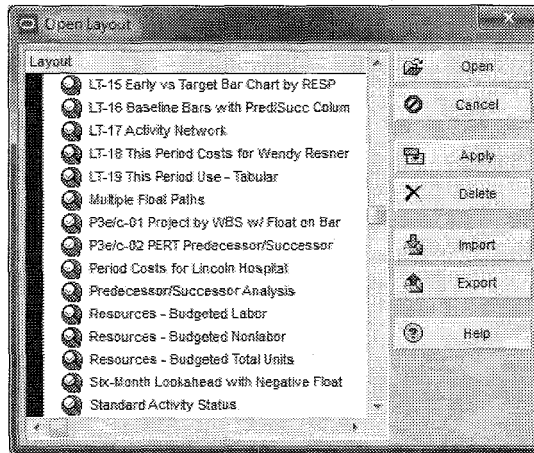 Open Layout
Layout
LT-15 Early vs Target Bar Chart by RESP
LT-16 Baseline Bars with Pred/Succ Colum
LT-17 Activity Network
LT-18 This Period Costs for Wendy Resner
LT-19 This Period Use - Tabular
Multiple Float Paths
P3e/c-01 Project by WBS w/ Float on Bar
P3e/c-02 PERT Predecessor/Successor
Period Costs for Lincoln Hospital
Predecessor/Successor Analysis
Resources - Budgeted Labor
Resources - Budgeted Nonlabor
Resources - Budgeted Total Units
Six-Month Lookahead with Negative Float
Standard Activity Status
Open
Cancel
Apply
Delete
Import
Export
Help